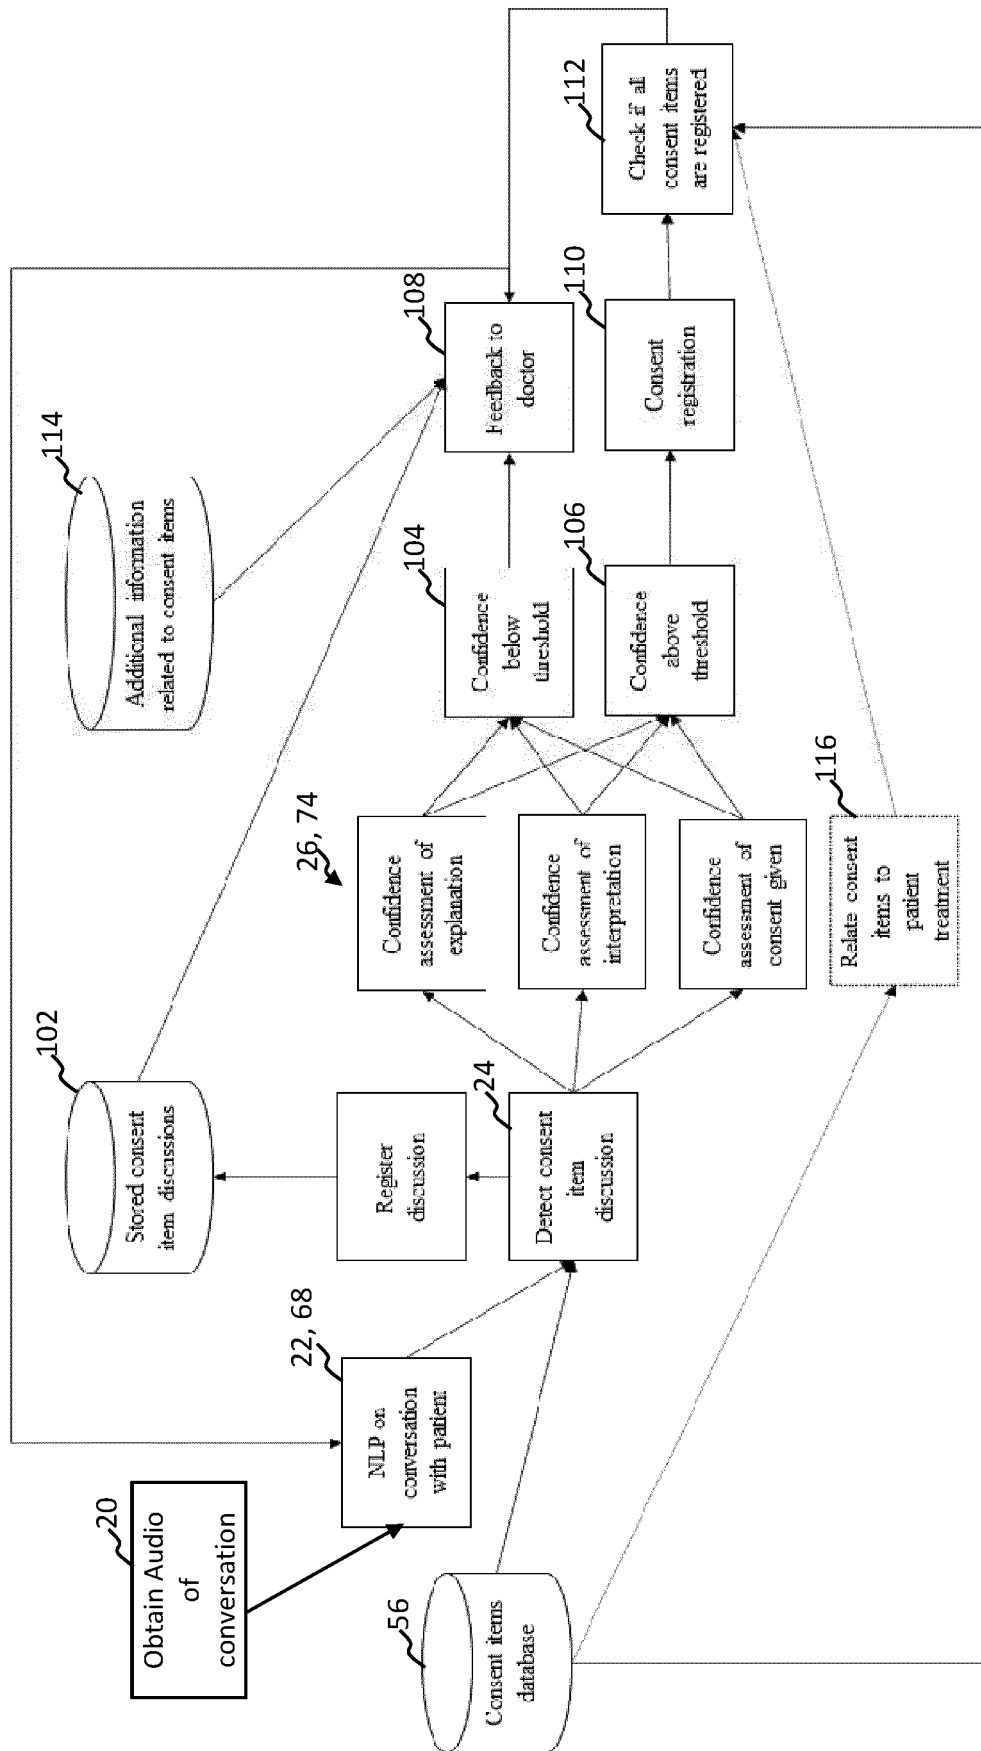 20
Obtain Audio
of
conversation
56
Consent items
database
22, 68
NLP on
conversation
with patient
102
Stored consent
item discussions
Register
discussion
24
Detect consent
item
discussion
26, 74
Confidence
assessment of
explanation
Confidence
assessment of
interpretation
Confidence
assessment of
consent given
116
Relate consent
items to
patient
treatment
114
Additional information
related to consent items
104
Confidence
below
threshold
106
Confidence
above
threshold
108
Feedback to
doctor
110
Consent
registration
112
Check if all
consent items
are registered